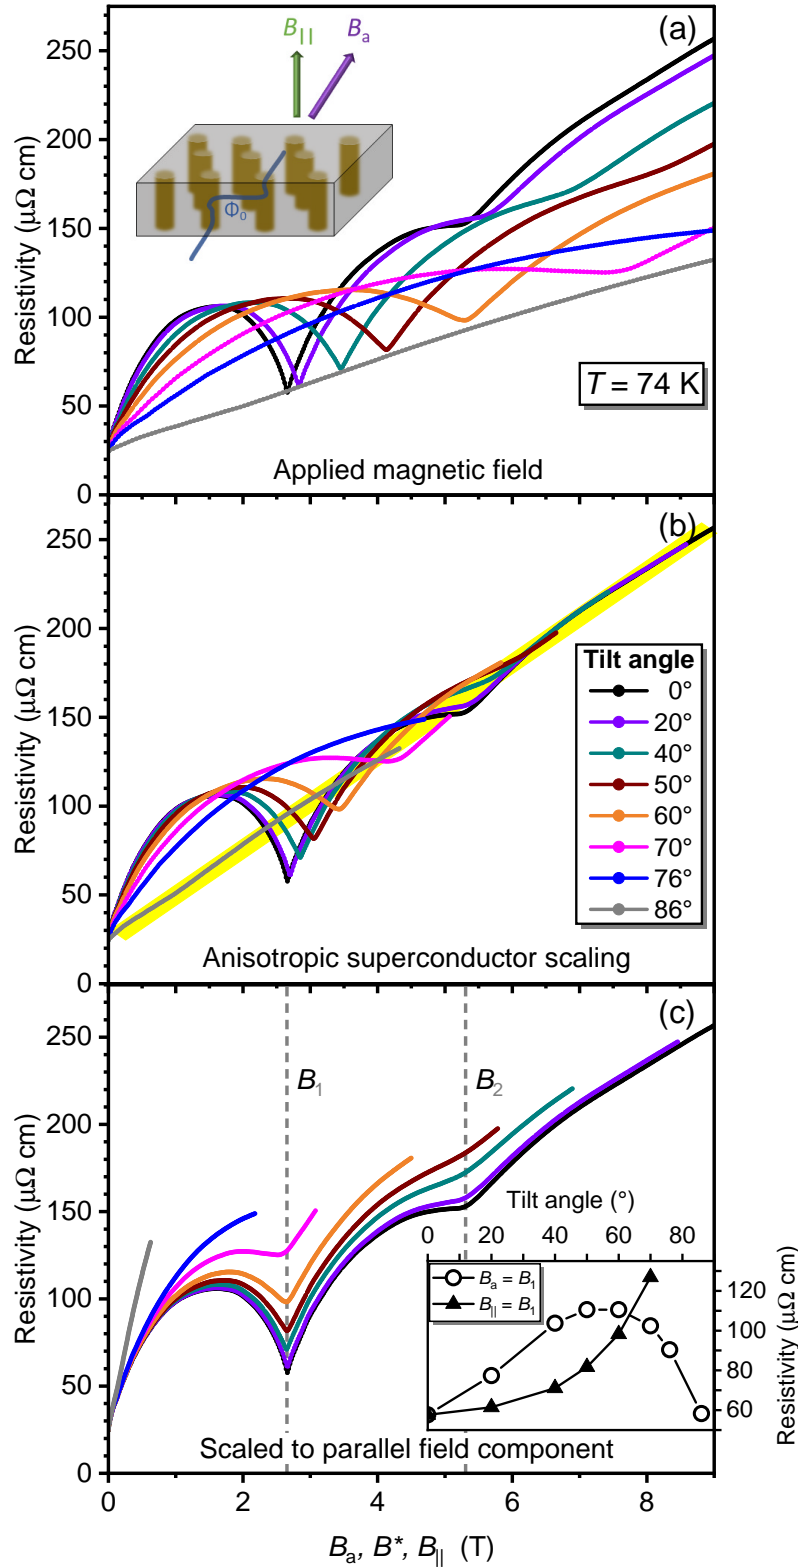 (a)
B|| Ba
Φ0
250
200
150
100
50
0
Resistivity (μΩ cm)
T = 74 K
Applied magnetic field
(b)
250
200
150
100
50
0
Resistivity (μΩ cm)
Tilt angle
0°
20°
40°
50°
60°
70°
76°
86°
Anisotropic superconductor scaling
(c)
250
200
150
100
50
0
Resistivity (μΩ cm)
B1 B2
Tilt angle (°)
0 20 40 60 80
Ba = B1
B|| = B1
120
100
80
60
Resistivity (μΩ cm)
Scaled to parallel field component
0 2 4 6 8
Ba, B*, B|| (T)